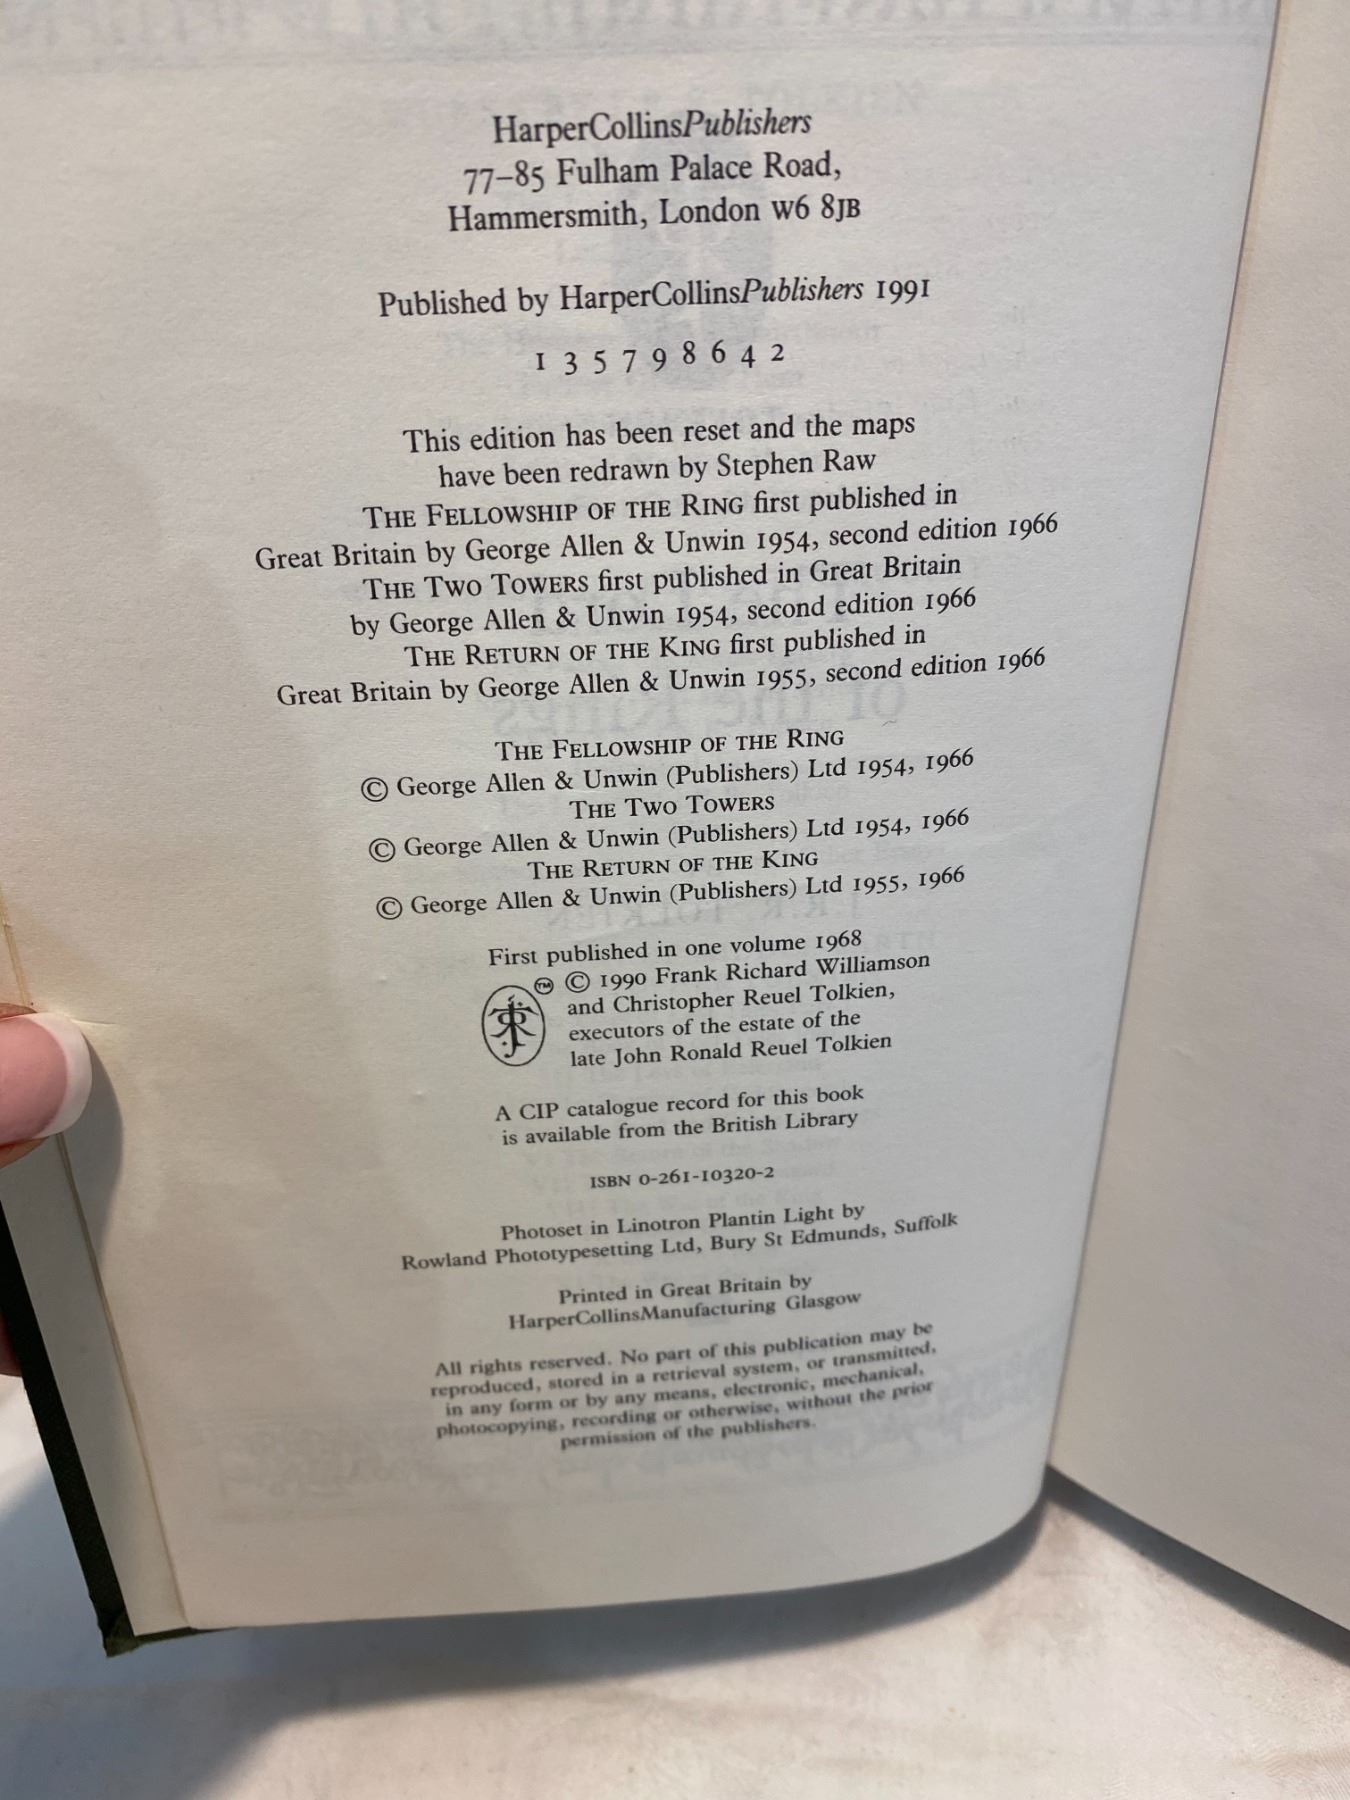 HarperCollinsPublishers
77–85 Fulham Palace Road,
Hammersmith, London W6 8JB
Published by HarperCollinsPublishers 1991
1 3 5 7 9 8 6 4 2
This edition has been reset and the maps
have been redrawn by Stephen Raw
THE FELLOWSHIP OF THE RING first published in
Great Britain by George Allen & Unwin 1954, second edition 1966
THE TWO TOWERS first published in Great Britain
by George Allen & Unwin 1954, second edition 1966
THE RETURN OF THE KING first published in
Great Britain by George Allen & Unwin 1955, second edition 1966
THE FELLOWSHIP OF THE RING
© George Allen & Unwin (Publishers) Ltd 1954, 1966
THE TWO TOWERS
© George Allen & Unwin (Publishers) Ltd 1954, 1966
THE RETURN OF THE KING
© George Allen & Unwin (Publishers) Ltd 1955, 1966
First published in one volume 1968
™ © 1990 Frank Richard Williamson
and Christopher Reuel Tolkien,
executors of the estate of the
late John Ronald Reuel Tolkien
A CIP catalogue record for this book
is available from the British Library
ISBN 0-261-10320-2
Photoset in Linotron Plantin Light by
Rowland Phototypesetting Ltd, Bury St Edmunds, Suffolk
Printed in Great Britain by
HarperCollinsManufacturing Glasgow
All rights reserved. No part of this publication may be
reproduced, stored in a retrieval system, or transmitted,
in any form or by any means, electronic, mechanical,
photocopying, recording or otherwise, without the prior
permission of the publishers.